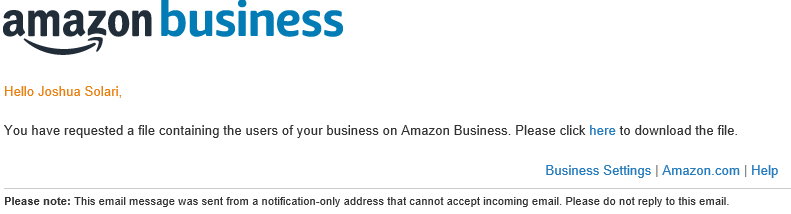 amazon business
Hello Joshua Solari,
You have requested a file containing the users of your business on Amazon Business. Please click here to download the file.
Business Settings | Amazon.com | Help
Please note: This email message was sent from a notification-only address that cannot accept incoming email. Please do not reply to this email.